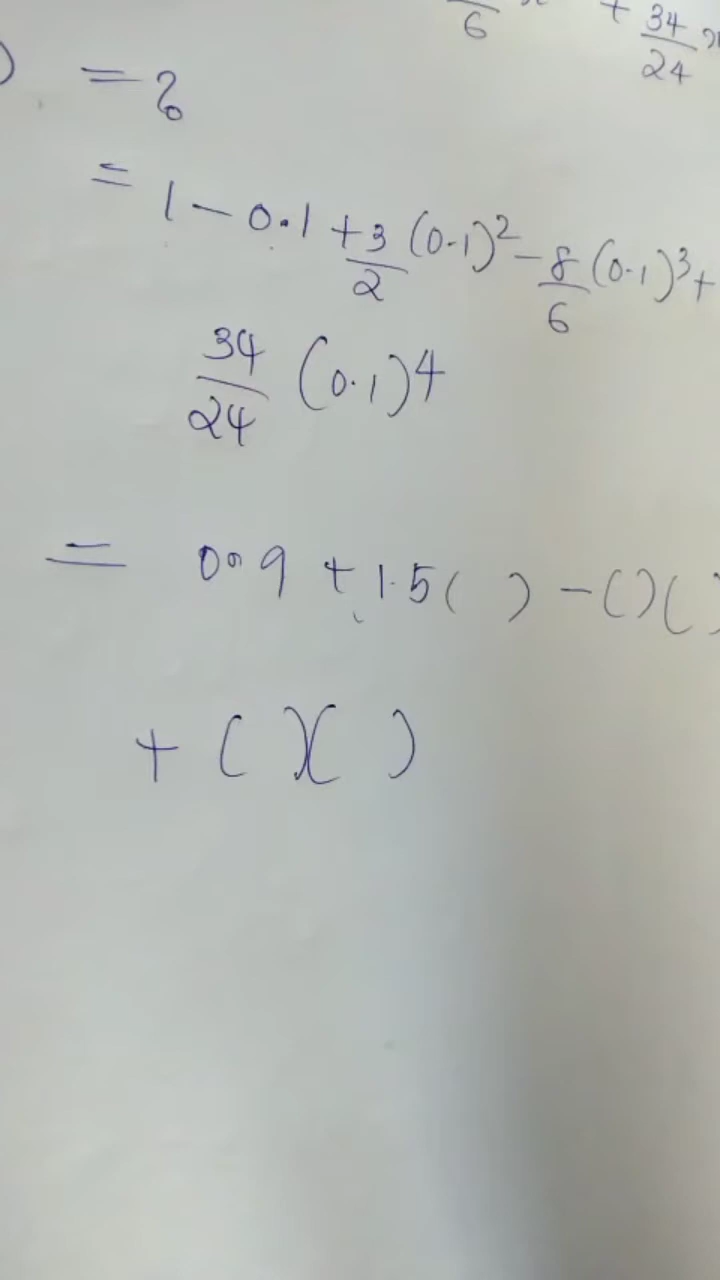 6 + 34/24 x
) = ?
= 1 - 0.1 + 3/2 (0.1)^2 - 8/6 (0.1)^3 +
34/24 (0.1)^4
= 0.9 + 1.5 ( ) - ( ) ( )
+ ( ) ( )